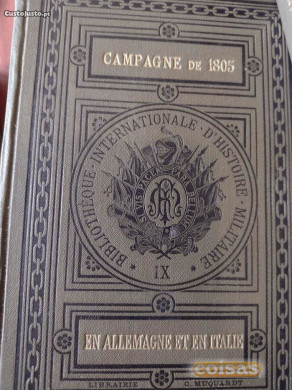 CustoJusto.pt
CAMPAGNE DE 1805
BIBLIOTHÈQUE · INTERNATIONALE · D'HISTOIRE · MILITAIRE
IX
EN ALLEMAGNE ET EN ITALIE
coisas
LIBRAIRIE C. MUQUARDT